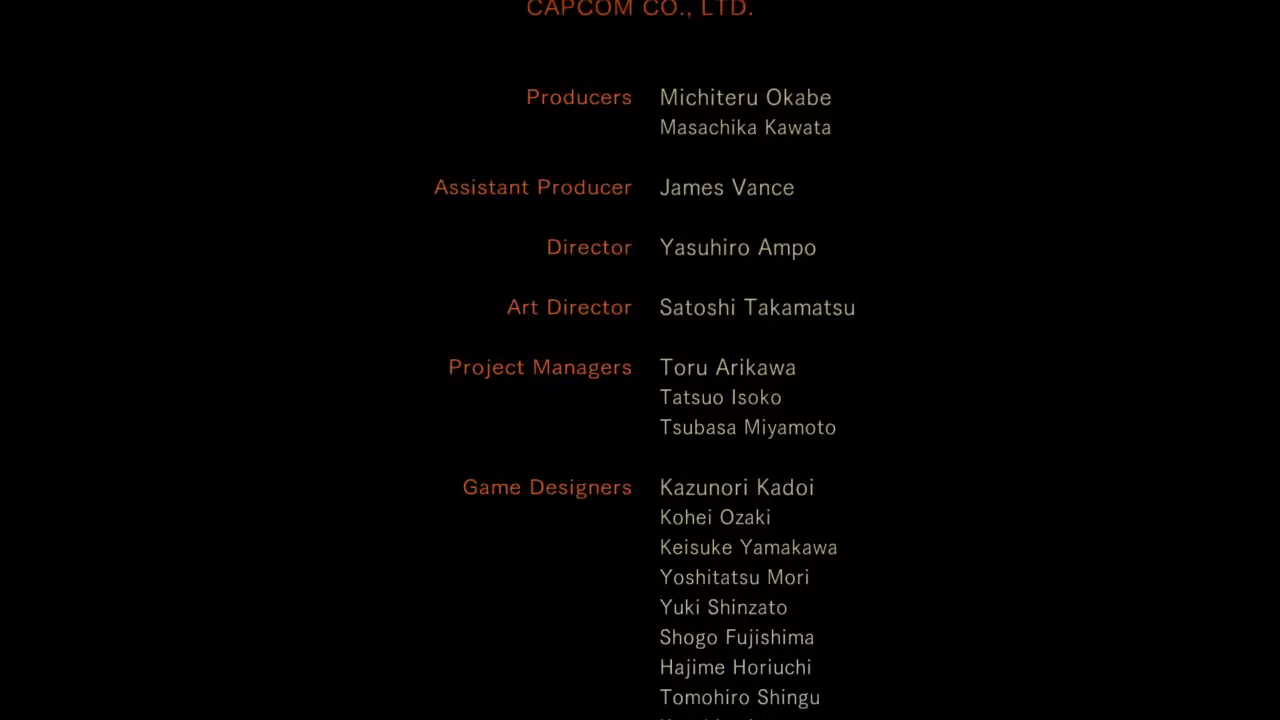 CAPCOM CO., LTD.
Producers Michiteru Okabe
Masachika Kawata
Assistant Producer James Vance
Director Yasuhiro Ampo
Art Director Satoshi Takamatsu
Project Managers Toru Arikawa
Tatsuo Isoko
Tsubasa Miyamoto
Game Designers Kazunori Kadoi
Kohei Ozaki
Keisuke Yamakawa
Yoshitatsu Mori
Yuki Shinzato
Shogo Fujishima
Hajime Horiuchi
Tomohiro Shingu